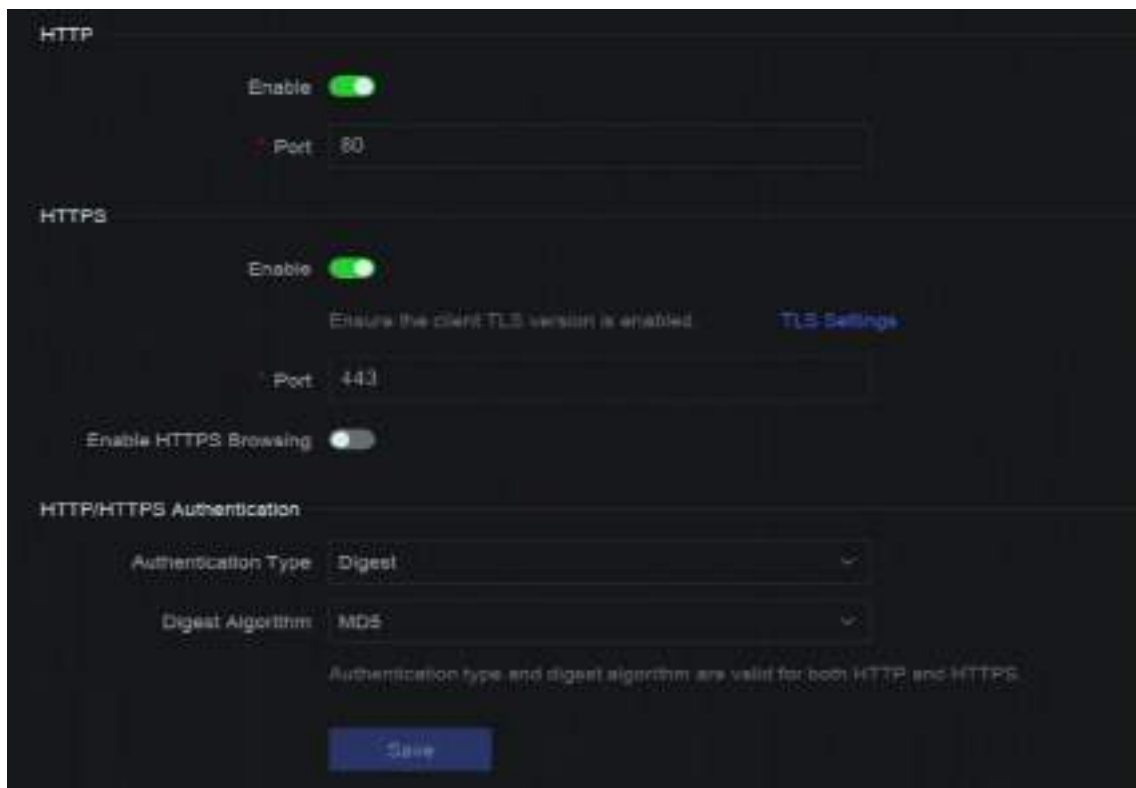 HTTP
Enable
* Port 80
HTTPS
Enable
Ensure the client TLS version is enabled. TLS Settings
* Port 443
Enable HTTPS Browsing
HTTP/HTTPS Authentication
Authentication Type Digest
Digest Algorithm MD5
Authentication type and digest algorithm are valid for both HTTP and HTTPS.
Save